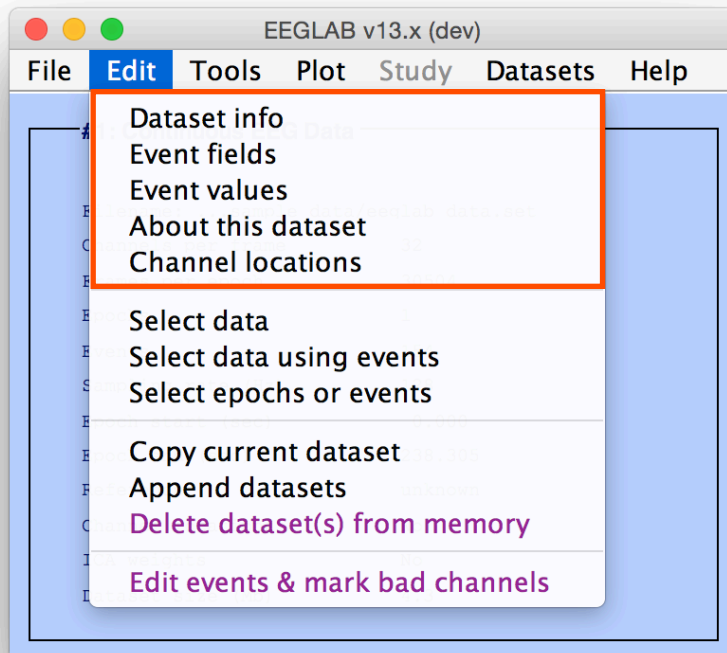 EEGLAB v13.x (dev)
File Edit Tools Plot Study Datasets Help
Dataset info
Event fields
Event values
About this dataset
Channel locations
Select data
Select data using events
Select epochs or events
Copy current dataset
Append datasets
Delete dataset(s) from memory
Edit events & mark bad channels